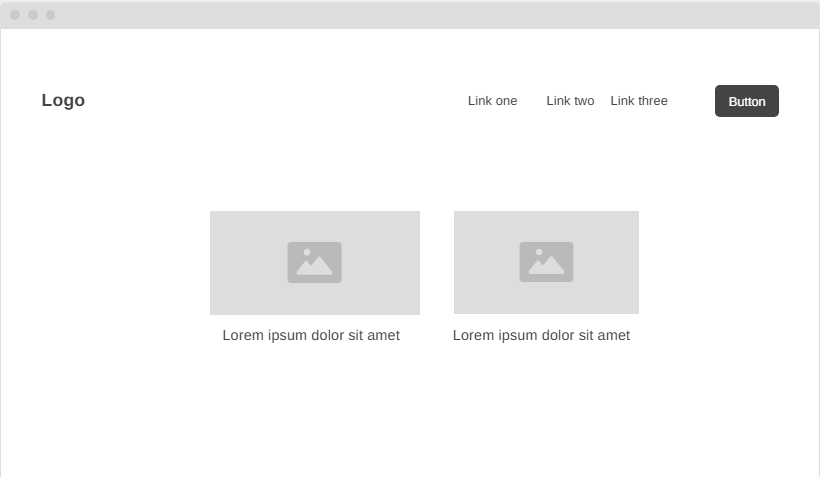 Logo
Link one
Link two
Link three
Button
Lorem ipsum dolor sit amet
Lorem ipsum dolor sit amet